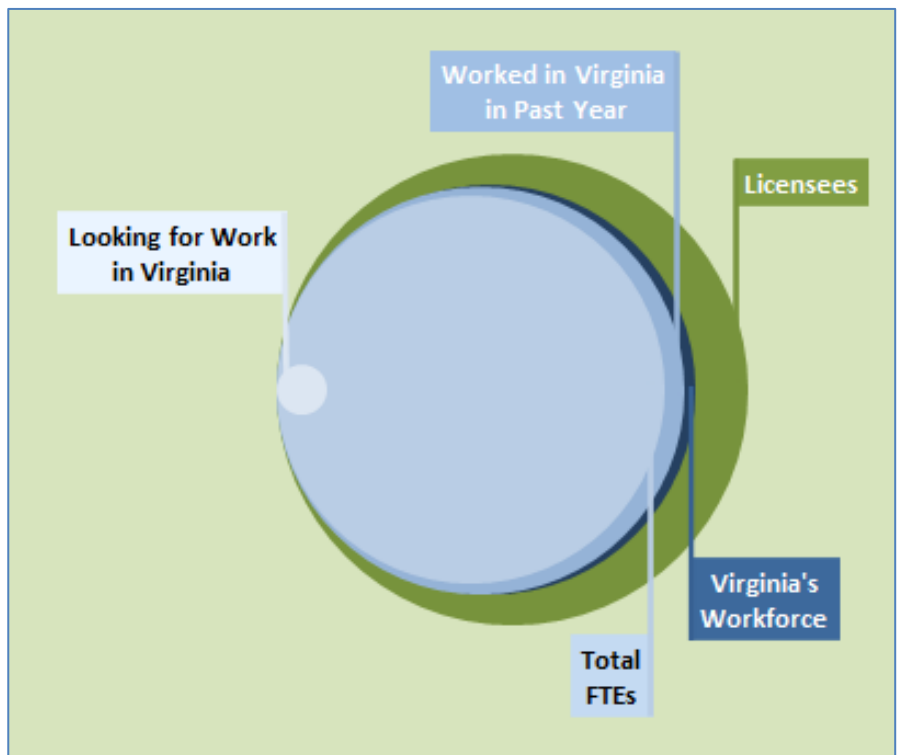 Worked in Virginia
in Past Year
Licensees
Looking for Work
in Virginia
Virginia's
Workforce
Total
FTEs